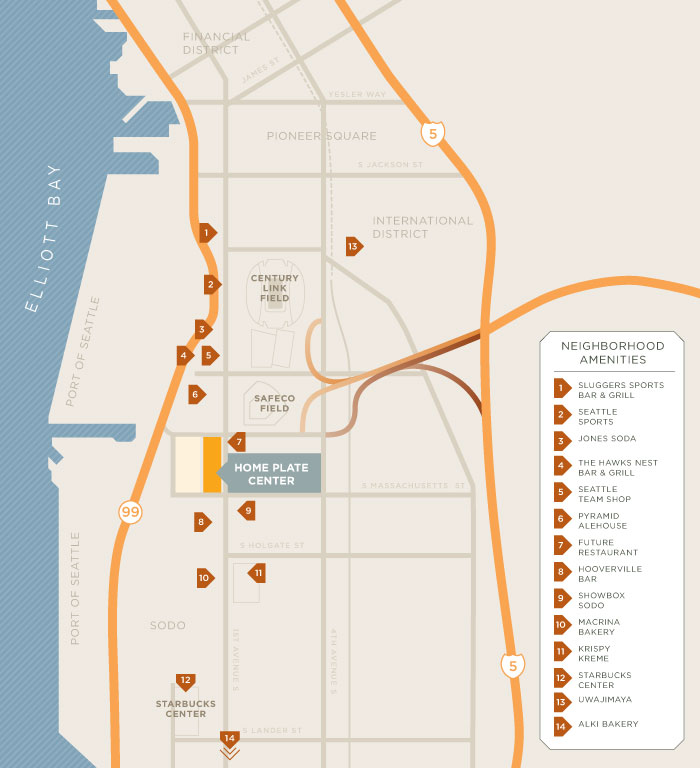 FINANCIAL
DISTRICT
JAMES ST
YESLER WAY
PIONEER SQUARE
5
S JACKSON ST
ELLIOTT BAY
INTERNATIONAL
DISTRICT
1
13
CENTURY
LINK
FIELD
2
PORT OF SEATTLE
3
4
5
6
SAFECO
FIELD
7
HOME PLATE
CENTER
S MASSACHUSETTS ST
99
9
8
PORT OF SEATTLE
S HOLGATE ST
10
11
SODO
1ST AVENUE S
4TH AVENUE S
5
12
STARBUCKS
CENTER
S LANDER ST
14
NEIGHBORHOOD
AMENITIES
1 SLUGGERS SPORTS
BAR & GRILL
2 SEATTLE
SPORTS
3 JONES SODA
4 THE HAWKS NEST
BAR & GRILL
5 SEATTLE
TEAM SHOP
6 PYRAMID
ALEHOUSE
7 FUTURE
RESTAURANT
8 HOOVERVILLE
BAR
9 SHOWBOX
SODO
10 MACRINA
BAKERY
11 KRISPY
KREME
12 STARBUCKS
CENTER
13 UWAJIMAYA
14 ALKI BAKERY